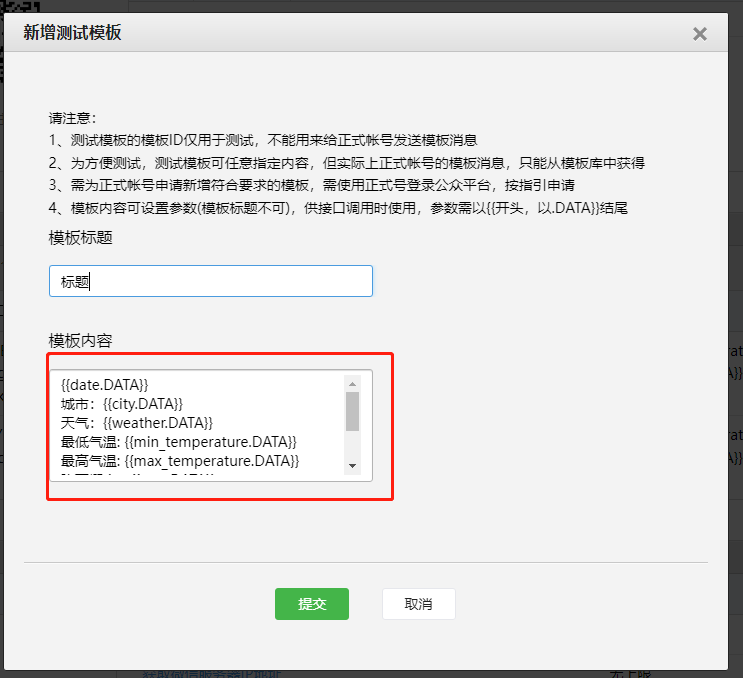 新增测试模板
请注意：
1、测试模板的模板ID仅用于测试，不能用来给正式帐号发送模板消息
2、为方便测试，测试模板可任意指定内容，但实际上正式帐号的模板消息，只能从模板库中获得
3、需为正式帐号申请新增符合要求的模板，需使用正式号登录公众平台，按指引申请
4、模板内容可设置参数(模板标题不可)，供接口调用时使用，参数需以{{开头，以.DATA}}结尾
模板标题
标题
模板内容
{{date.DATA}}
城市：{{city.DATA}}
天气：{{weather.DATA}}
最低气温: {{min_temperature.DATA}}
最高气温: {{max_temperature.DATA}}
提交
取消
无上限